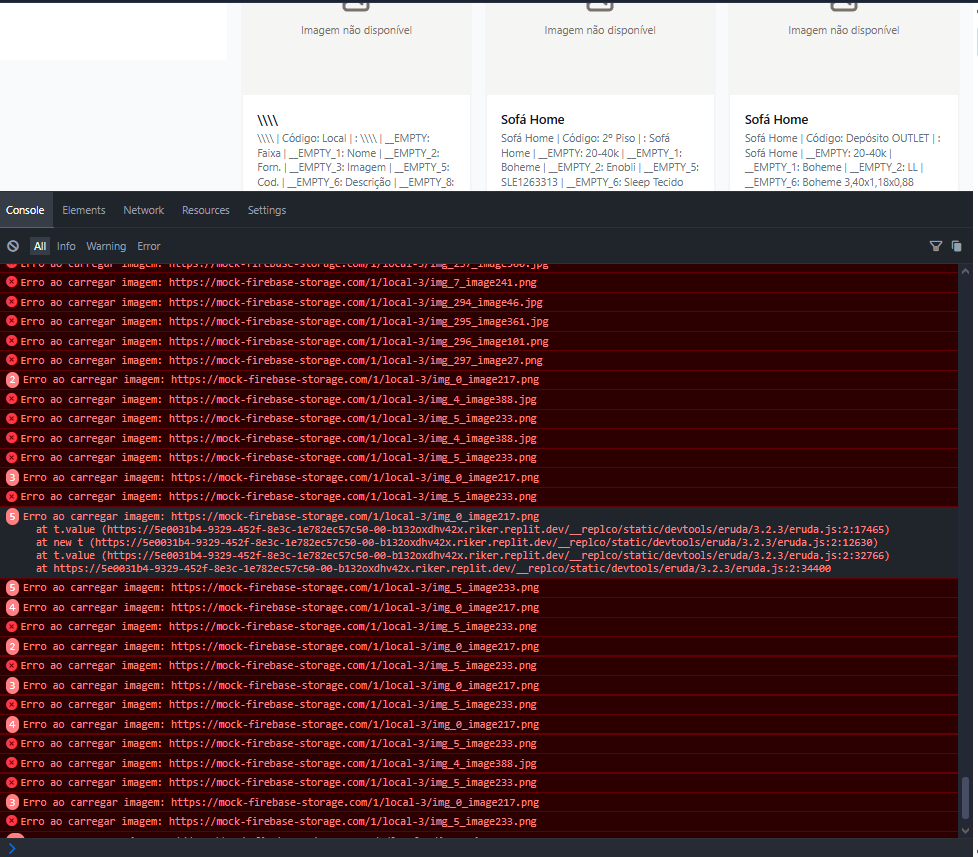 Imagem não disponível
Imagem não disponível
Imagem não disponível
\\\\
\\\\ | Código: Local | : \\\\ | __EMPTY:
Faixa | __EMPTY_1: Nome | __EMPTY_2:
Forn. | __EMPTY_3: Imagem | __EMPTY_5:
Cod. | __EMPTY_6: Descrição | __EMPTY_8:
Sofá Home
Sofá Home | Código: 2º Piso | : Sofá
Home | __EMPTY: 20-40k | __EMPTY_1:
Boheme | __EMPTY_2: Enobli | __EMPTY_5:
SLE1263313 | __EMPTY_6: Sleep Tecido
Sofá Home
Sofá Home | Código: Depósito OUTLET | :
Sofá Home | __EMPTY: 20-40k |
__EMPTY_1: Boheme | __EMPTY_2: LL |
__EMPTY_6: Boheme 3,40x1,18x0,88
Console Elements Network Resources Settings
All Info Warning Error
Erro ao carregar imagem: https://mock-firebase-storage.com/1/local-3/img_257_image360.jpg
Erro ao carregar imagem: https://mock-firebase-storage.com/1/local-3/img_7_image241.png
Erro ao carregar imagem: https://mock-firebase-storage.com/1/local-3/img_294_image46.jpg
Erro ao carregar imagem: https://mock-firebase-storage.com/1/local-3/img_295_image361.jpg
Erro ao carregar imagem: https://mock-firebase-storage.com/1/local-3/img_296_image101.png
Erro ao carregar imagem: https://mock-firebase-storage.com/1/local-3/img_297_image27.png
2 Erro ao carregar imagem: https://mock-firebase-storage.com/1/local-3/img_0_image217.png
Erro ao carregar imagem: https://mock-firebase-storage.com/1/local-3/img_4_image388.jpg
Erro ao carregar imagem: https://mock-firebase-storage.com/1/local-3/img_5_image233.png
Erro ao carregar imagem: https://mock-firebase-storage.com/1/local-3/img_4_image388.jpg
Erro ao carregar imagem: https://mock-firebase-storage.com/1/local-3/img_5_image233.png
3 Erro ao carregar imagem: https://mock-firebase-storage.com/1/local-3/img_0_image217.png
Erro ao carregar imagem: https://mock-firebase-storage.com/1/local-3/img_5_image233.png
5 Erro ao carregar imagem: https://mock-firebase-storage.com/1/local-3/img_0_image217.png
at t.value (https://5e0031b4-9329-452f-8e3c-1e782ec57c50-00-b132oxdhv42x.riker.replit.dev/__replco/static/devtools/eruda/3.2.3/eruda.js:2:17465)
at new t (https://5e0031b4-9329-452f-8e3c-1e782ec57c50-00-b132oxdhv42x.riker.replit.dev/__replco/static/devtools/eruda/3.2.3/eruda.js:2:12630)
at t.value (https://5e0031b4-9329-452f-8e3c-1e782ec57c50-00-b132oxdhv42x.riker.replit.dev/__replco/static/devtools/eruda/3.2.3/eruda.js:2:32766)
at https://5e0031b4-9329-452f-8e3c-1e782ec57c50-00-b132oxdhv42x.riker.replit.dev/__replco/static/devtools/eruda/3.2.3/eruda.js:2:34400
5 Erro ao carregar imagem: https://mock-firebase-storage.com/1/local-3/img_5_image233.png
4 Erro ao carregar imagem: https://mock-firebase-storage.com/1/local-3/img_0_image217.png
Erro ao carregar imagem: https://mock-firebase-storage.com/1/local-3/img_5_image233.png
2 Erro ao carregar imagem: https://mock-firebase-storage.com/1/local-3/img_0_image217.png
Erro ao carregar imagem: https://mock-firebase-storage.com/1/local-3/img_5_image233.png
3 Erro ao carregar imagem: https://mock-firebase-storage.com/1/local-3/img_0_image217.png
Erro ao carregar imagem: https://mock-firebase-storage.com/1/local-3/img_5_image233.png
4 Erro ao carregar imagem: https://mock-firebase-storage.com/1/local-3/img_0_image217.png
Erro ao carregar imagem: https://mock-firebase-storage.com/1/local-3/img_5_image233.png
Erro ao carregar imagem: https://mock-firebase-storage.com/1/local-3/img_4_image388.jpg
Erro ao carregar imagem: https://mock-firebase-storage.com/1/local-3/img_5_image233.png
3 Erro ao carregar imagem: https://mock-firebase-storage.com/1/local-3/img_0_image217.png
Erro ao carregar imagem: https://mock-firebase-storage.com/1/local-3/img_5_image233.png